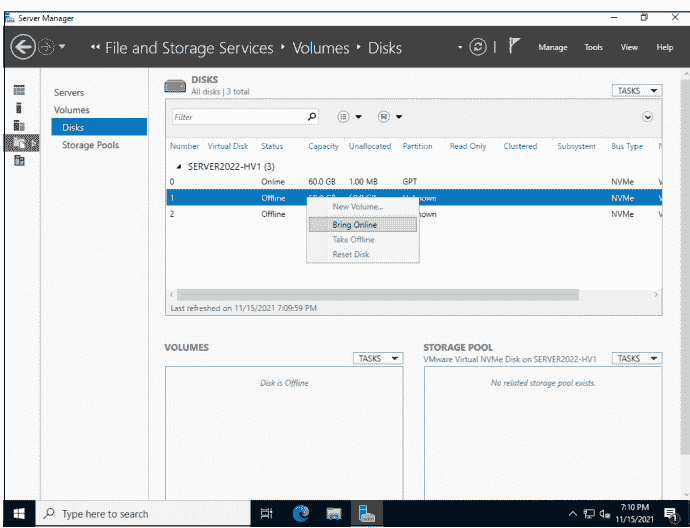 Server Manager
File and Storage Services • Volumes • Disks
Manage Tools View Help
Servers
Volumes
Disks
Storage Pools
DISKS
All disks | 3 total
TASKS
Filter
Number Virtual Disk Status Capacity Unallocated Partition Read Only Clustered Subsystem Bus Type
SERVER2022-HV1 (3)
0 Online 60.0 GB 1.00 MB GPT NVMe
1 Offline NVMe
2 Offline NVMe
New Volume...
Bring Online
Take Offline
Reset Disk
Last refreshed on 11/15/2021 7:09:59 PM
VOLUMES
TASKS
Disk is Offline
STORAGE POOL
VMware Virtual NVMe Disk on SERVER2022-HV1
TASKS
No related storage pool exists.
Type here to search
7:10 PM
11/15/2021